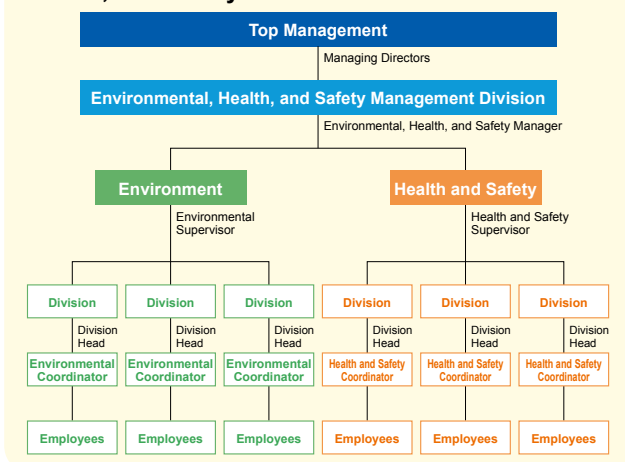 Top Management
Managing Directors
Environmental, Health, and Safety Management Division
Environmental, Health, and Safety Manager
Environment
Health and Safety
Environmental
Supervisor
Health and Safety
Supervisor
Division
Division
Division
Division
Division
Division
Division
Head
Division
Head
Division
Head
Division
Head
Division
Head
Division
Head
Environmental
Coordinator
Environmental
Coordinator
Environmental
Coordinator
Health and Safety
Coordinator
Health and Safety
Coordinator
Health and Safety
Coordinator
Employees
Employees
Employees
Employees
Employees
Employees